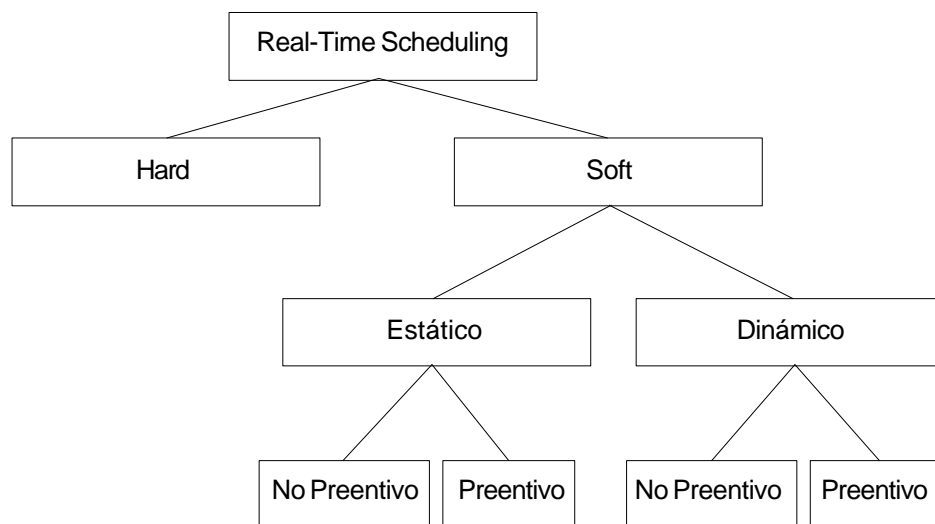 Real-Time Scheduling
Hard
Soft
Estático
Dinámico
No Preentivo
Preentivo
No Preentivo
Preentivo